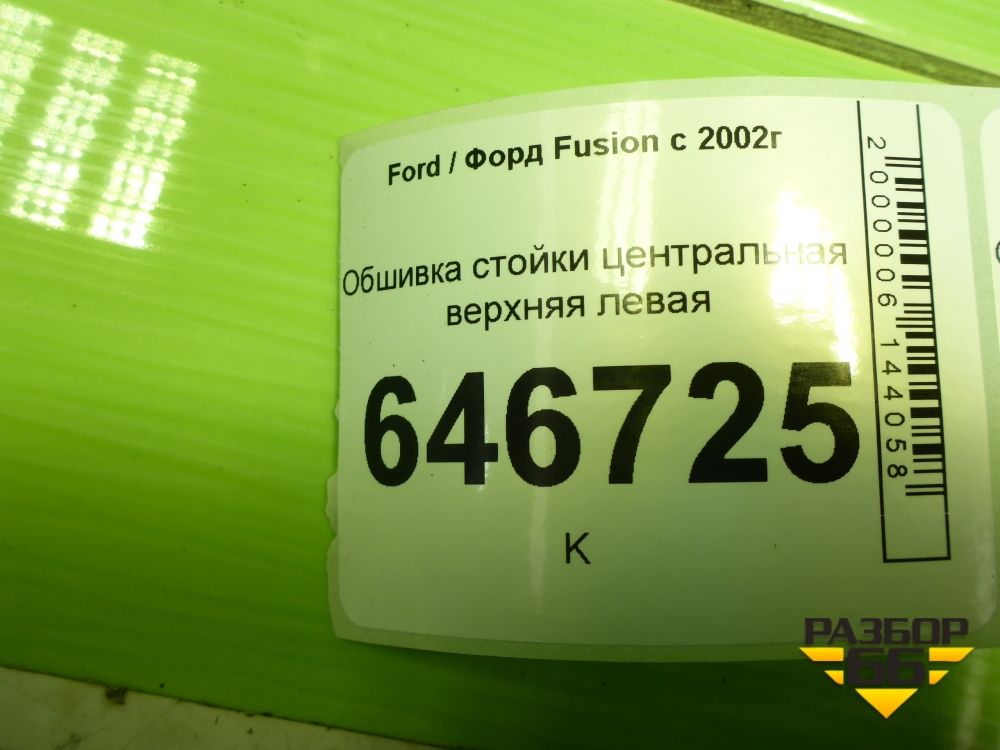 Ford / Форд Fusion с 2002г
Обшивка стойки центральная
верхняя левая
646725
К
2000006144058
РАЗБОР
66